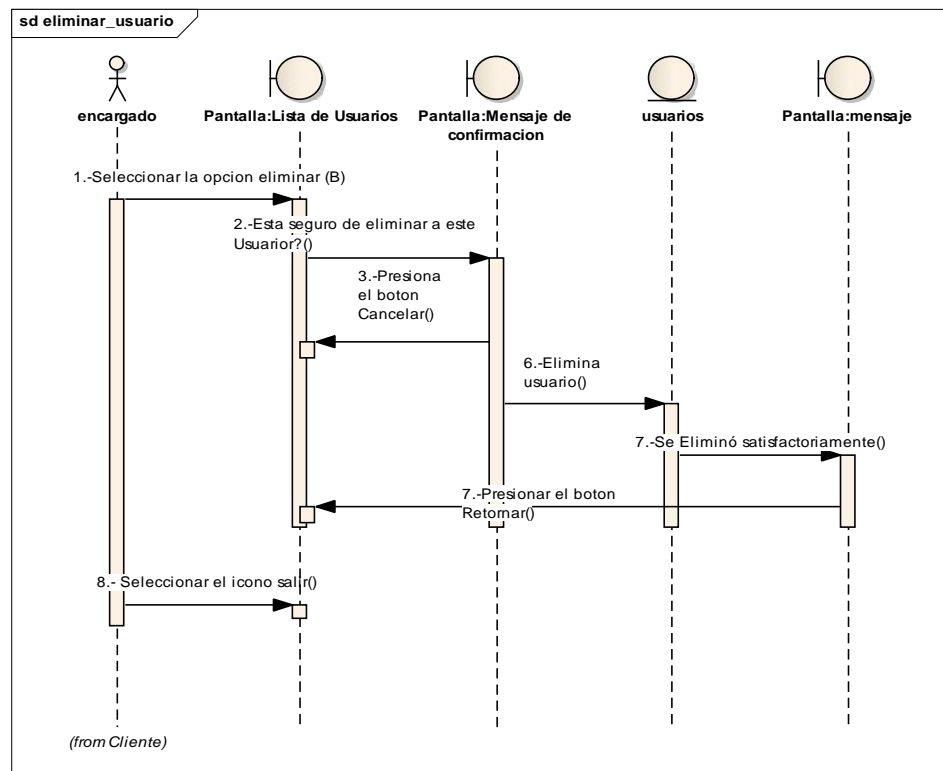 sd eliminar_usuario
encargado
Pantalla:Lista de Usuarios
Pantalla:Mensaje de
confirmacion
usuarios
Pantalla:mensaje
1.-Seleccionar la opcion eliminar (B)
2.-Esta seguro de eliminar a este
Usuarior?()
3.-Presiona
el boton
Cancelar()
6.-Elimina
usuario()
7.-Se Eliminó satisfactoriamente()
7.-Presionar el boton
Retornar()
8.- Seleccionar el icono salir()
(from Cliente)